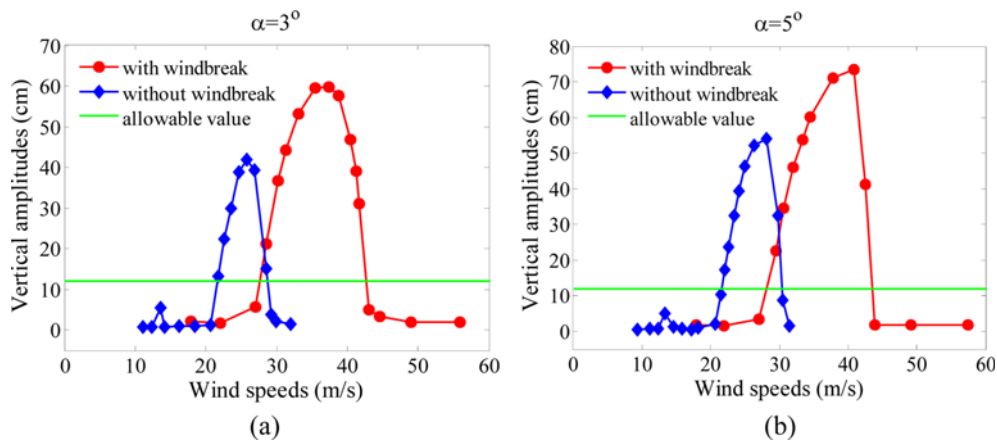 α=3°
70
60
50
40
30
20
10
0
Vertical amplitudes (cm)
with windbreak
without windbreak
allowable value
0 10 20 30 40 50 60
Wind speeds (m/s)
(a)
α=5°
80
70
60
50
40
30
20
10
0
Vertical amplitudes (cm)
with windbreak
without windbreak
allowable value
0 10 20 30 40 50 60
Wind speeds (m/s)
(b)